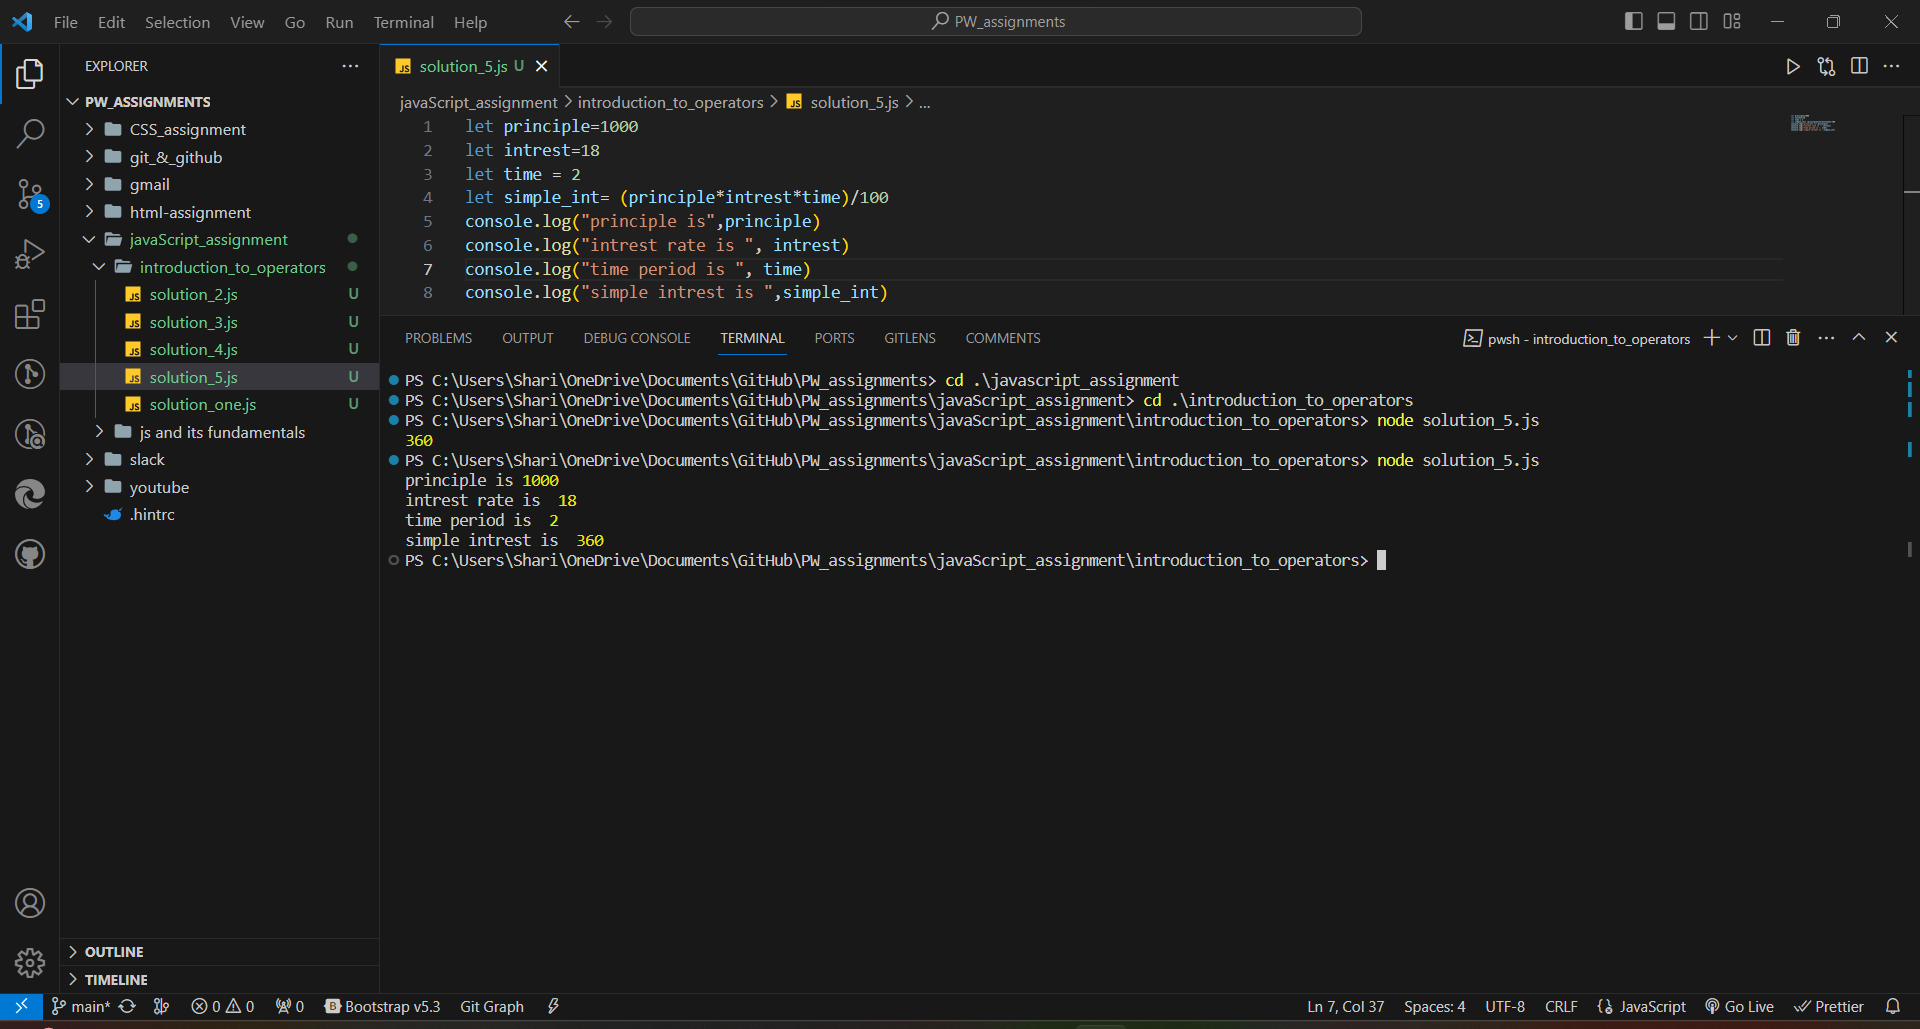 File Edit Selection View Go Run Terminal Help PW_assignments
EXPLORER
PW_ASSIGNMENTS
CSS_assignment
git_&_github
gmail
html-assignment
javaScript_assignment
introduction_to_operators
JS solution_2.js U
JS solution_3.js U
JS solution_4.js U
JS solution_5.js U
JS solution_one.js U
js and its fundamentals
slack
youtube
.hintrc
OUTLINE
TIMELINE
5
JS solution_5.js U
javaScript_assignment > introduction_to_operators > JS solution_5.js > ...
1 let principle=1000
2 let intrest=18
3 let time = 2
4 let simple_int= (principle*intrest*time)/100
5 console.log("principle is",principle)
6 console.log("intrest rate is ", intrest)
7 console.log("time period is ", time)
8 console.log("simple intrest is ",simple_int)
PROBLEMS OUTPUT DEBUG CONSOLE TERMINAL PORTS GITLENS COMMENTS pwsh - introduction_to_operators
PS C:\Users\Shari\OneDrive\Documents\GitHub\PW_assignments> cd .\javascript_assignment
PS C:\Users\Shari\OneDrive\Documents\GitHub\PW_assignments\javaScript_assignment> cd .\introduction_to_operators
PS C:\Users\Shari\OneDrive\Documents\GitHub\PW_assignments\javaScript_assignment\introduction_to_operators> node solution_5.js
360
PS C:\Users\Shari\OneDrive\Documents\GitHub\PW_assignments\javaScript_assignment\introduction_to_operators> node solution_5.js
principle is 1000
intrest rate is  18
time period is  2
simple intrest is  360
PS C:\Users\Shari\OneDrive\Documents\GitHub\PW_assignments\javaScript_assignment\introduction_to_operators>
main* 0 0 0 B Bootstrap v5.3 Git Graph Ln 7, Col 37 Spaces: 4 UTF-8 CRLF {} JavaScript Go Live Prettier